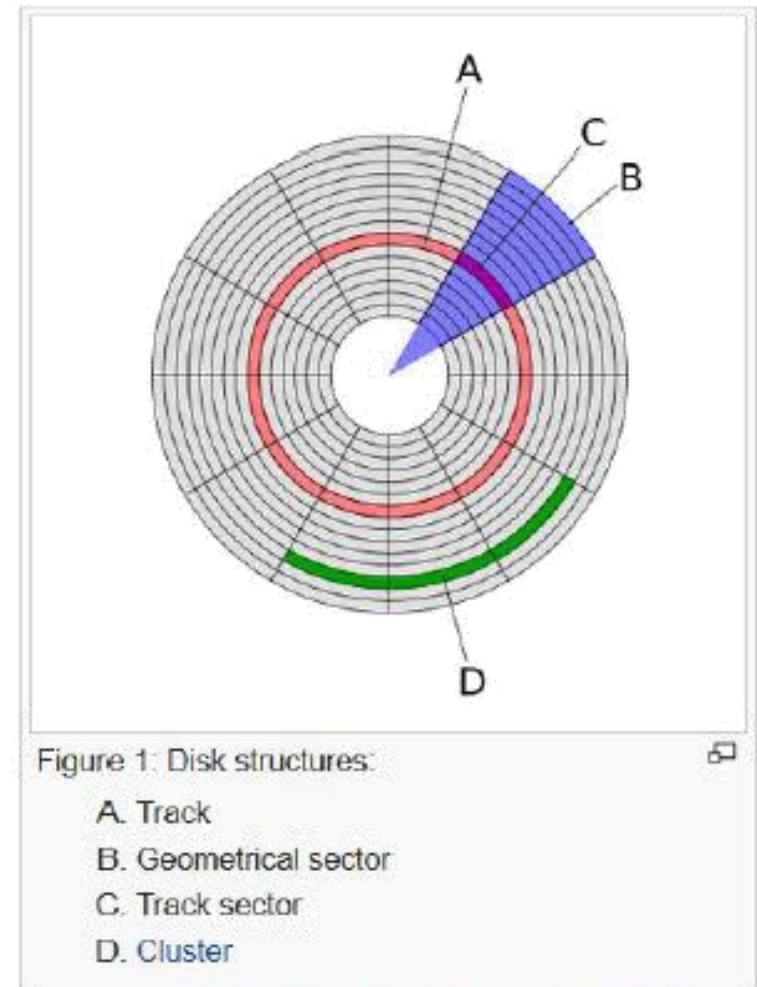 A
C
B
D
Figure 1: Disk structures:
A. Track
B. Geometrical sector
C. Track sector
D. Cluster